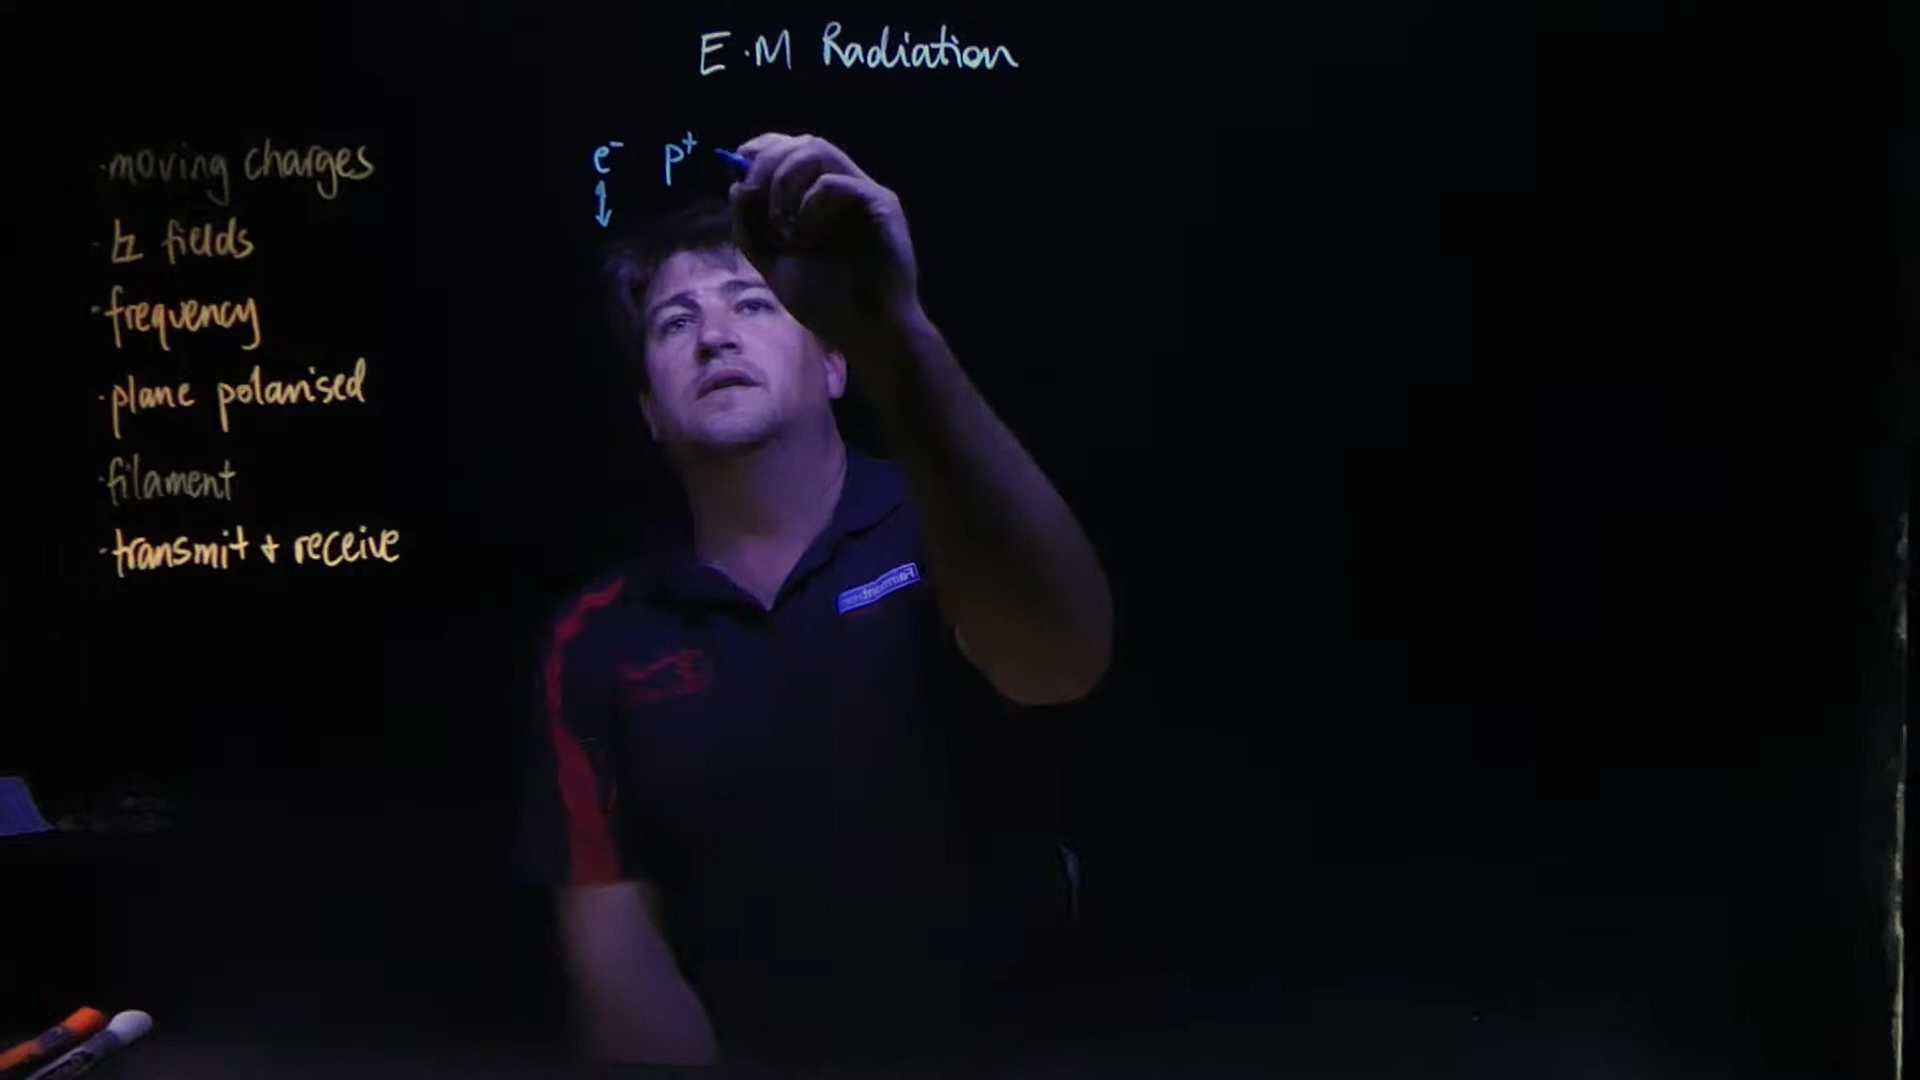 E.M Radiation
e⁻ p⁺
·moving charges
· fields
·frequency
·plane polarised
·filament
·transmit + receive